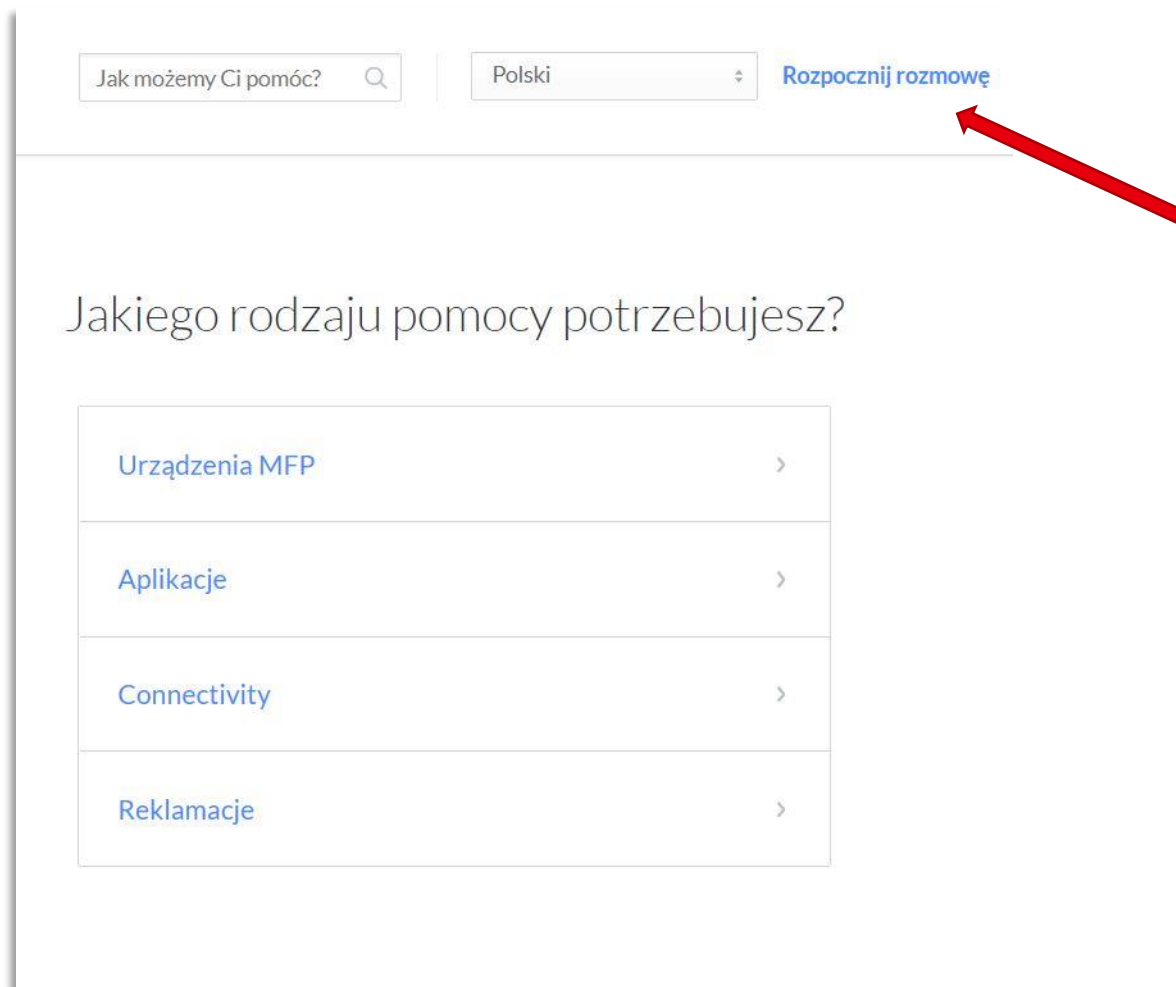 Jak możemy Ci pomóc?
Polski
Rozpocznij rozmowę
Jakiego rodzaju pomocy potrzebujesz?
Urządzenia MFP
Aplikacje
Connectivity
Reklamacje